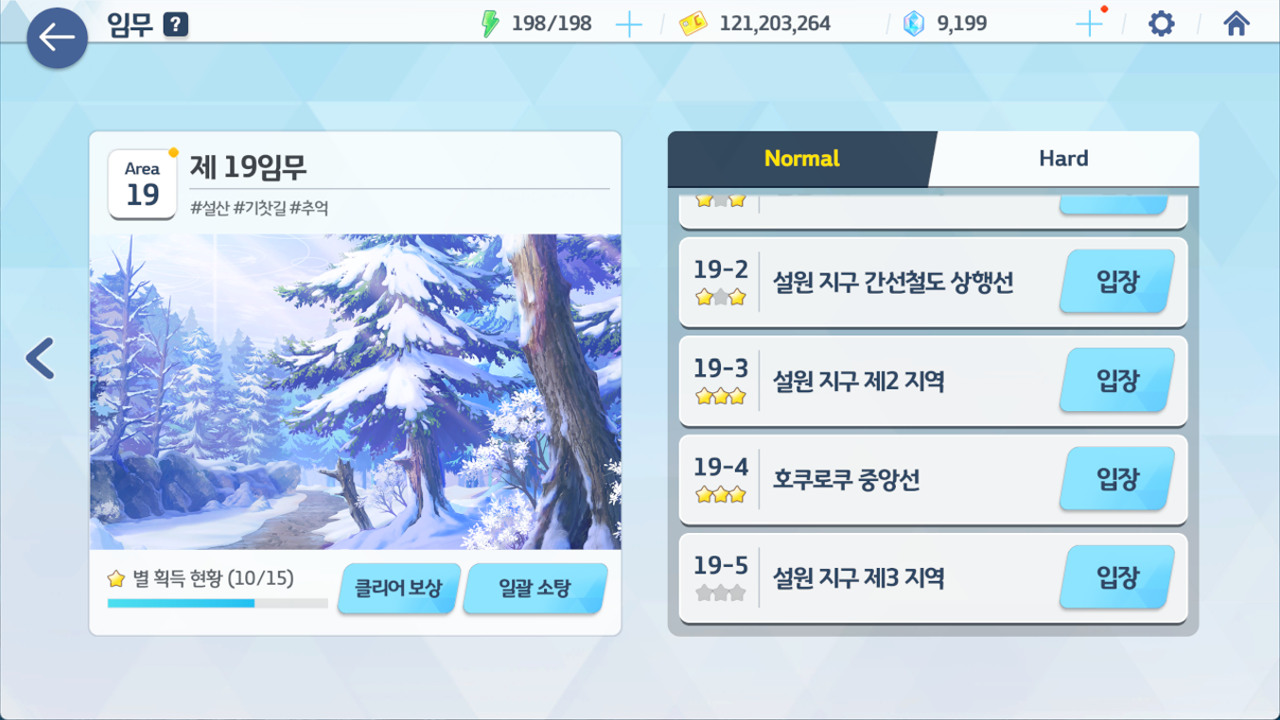 임무 ?
198/198
121,203,264
9,199
Area
19
제 19임무
#설산 #기찻길 #추억
별 획득 현황 (10/15)
클리어 보상
일괄 소탕
Normal
Hard
19-2
설원 지구 간선철도 상행선
입장
19-3
설원 지구 제2 지역
입장
19-4
호쿠로쿠 중앙선
입장
19-5
설원 지구 제3 지역
입장